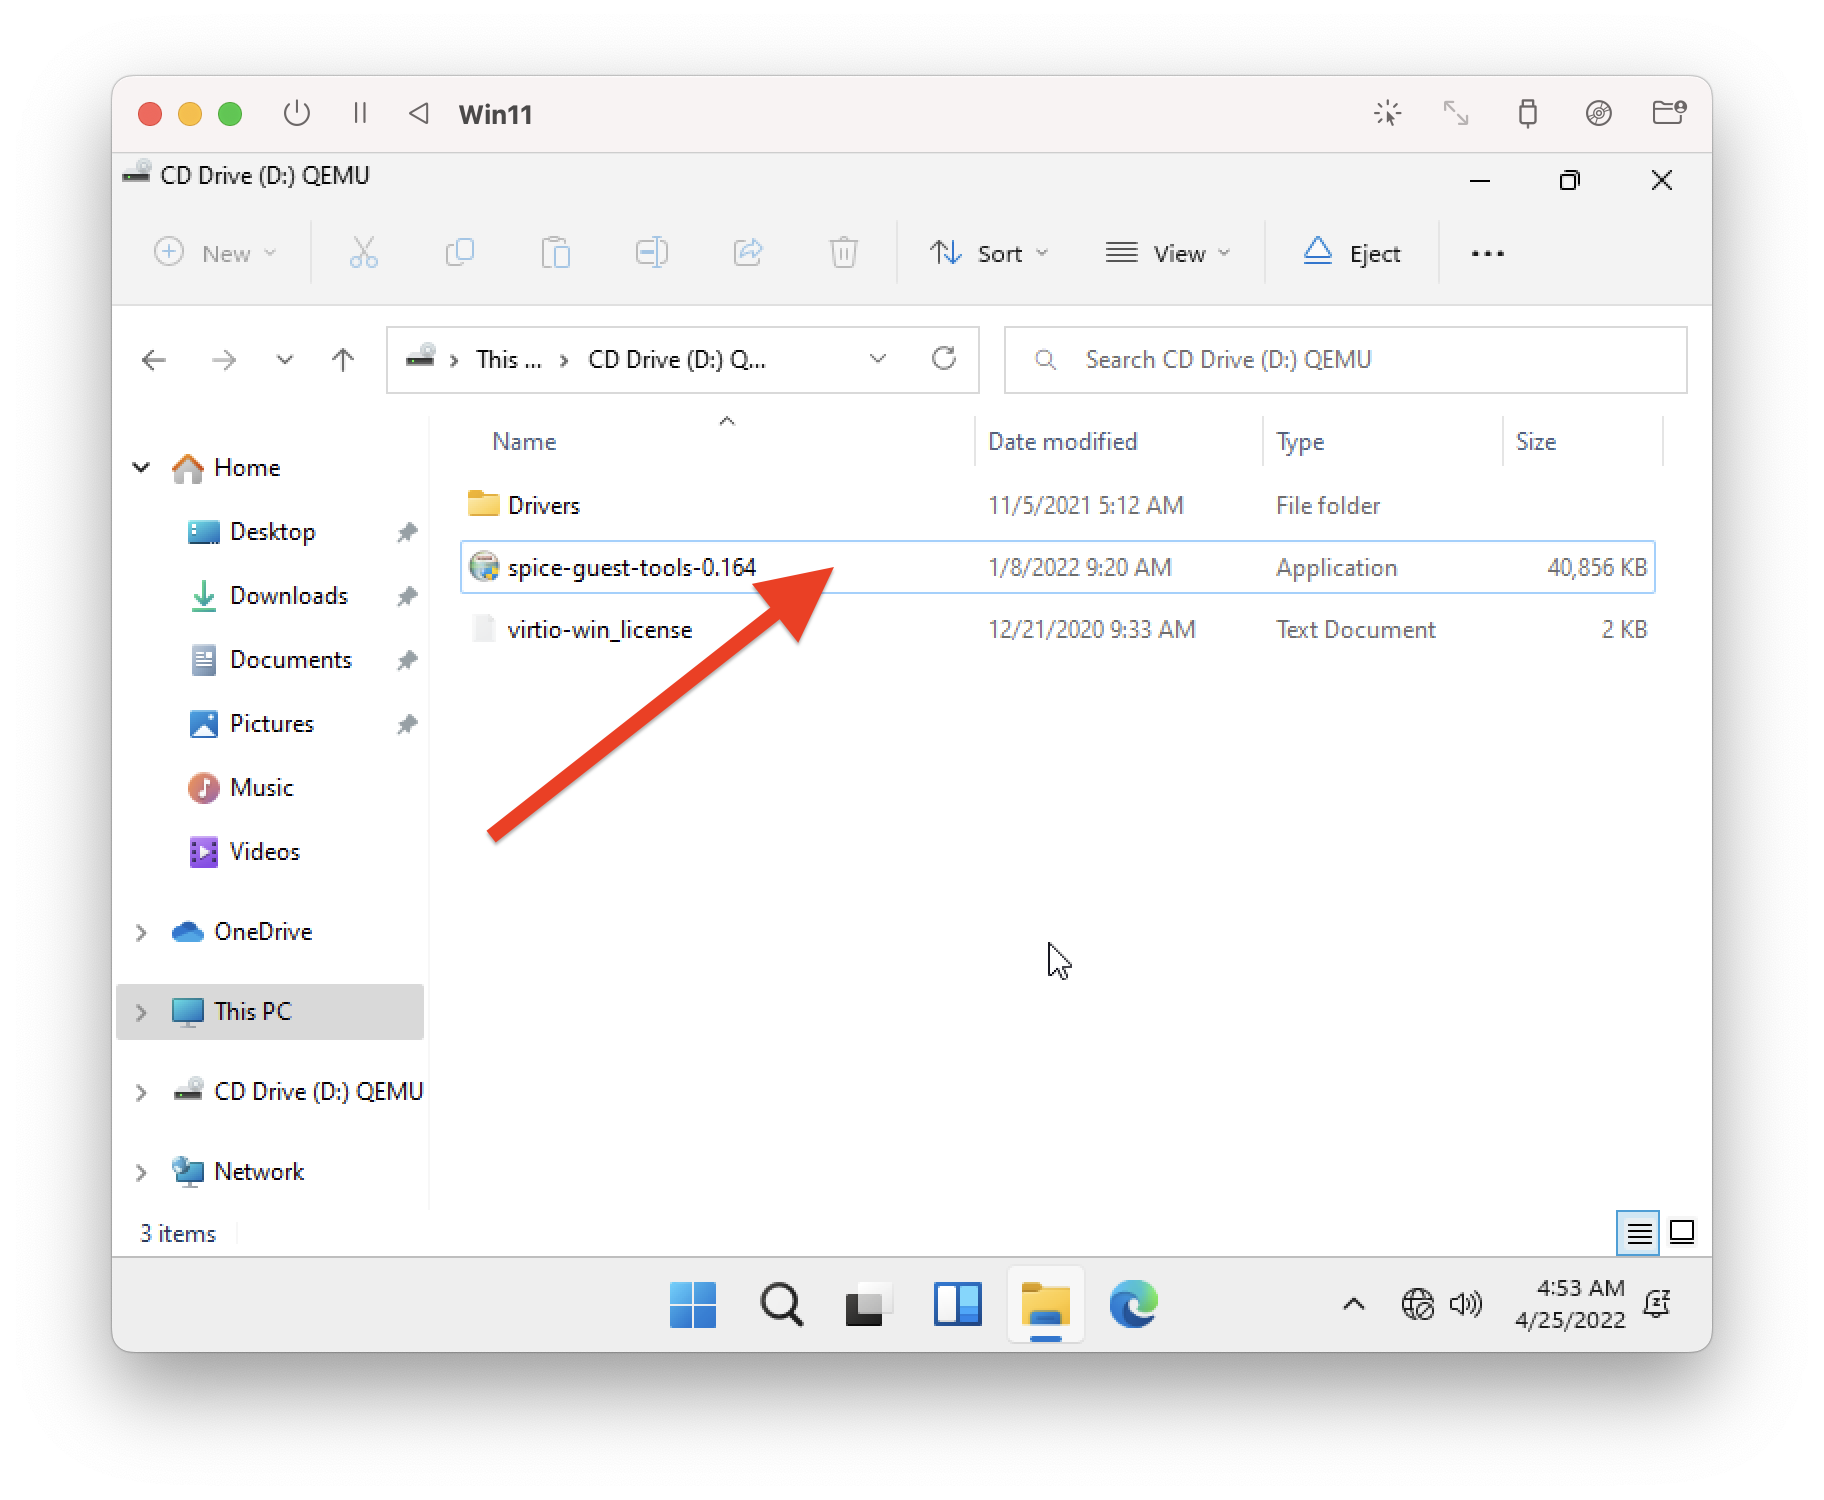 Win11
CD Drive (D:) QEMU
New
Sort
View
Eject
This ...
CD Drive (D:) Q...
Search CD Drive (D:) QEMU
Name
Date modified
Type
Size
Home
Desktop
Downloads
Documents
Pictures
Music
Videos
OneDrive
This PC
CD Drive (D:) QEMU
Network
Drivers 11/5/2021 5:12 AM File folder
spice-guest-tools-0.164 1/8/2022 9:20 AM Application 40,856 KB
virtio-win_license 12/21/2020 9:33 AM Text Document 2 KB
3 items
4:53 AM
4/25/2022